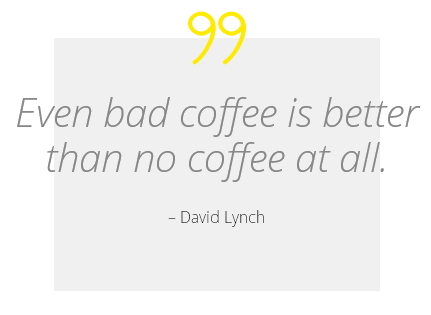 ”
Even bad coffee is better
than no coffee at all.
– David Lynch